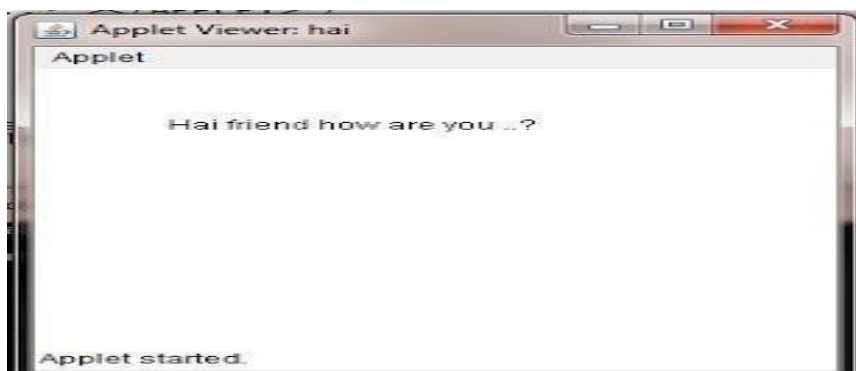 Applet Viewer: hai
Applet
Hai friend how are you ..?
Applet started.